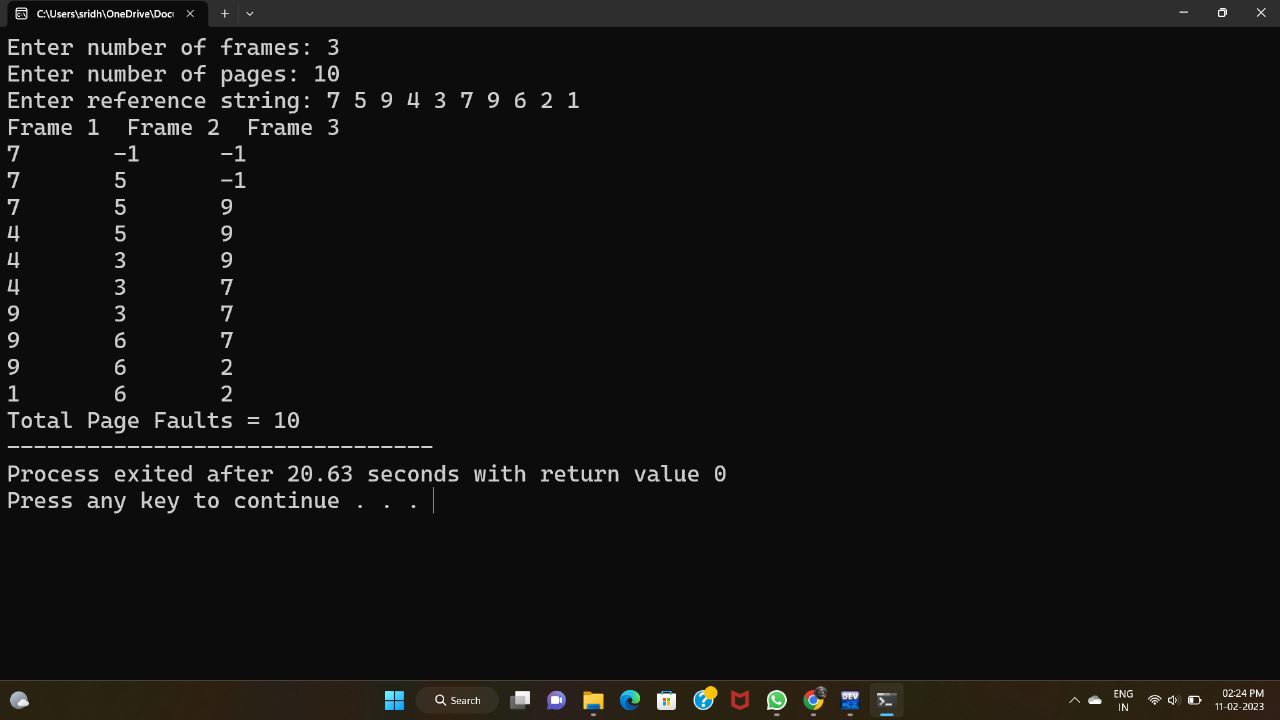 C:\Users\sridh\OneDrive\Docu
Enter number of frames: 3
Enter number of pages: 10
Enter reference string: 7 5 9 4 3 7 9 6 2 1
Frame 1  Frame 2  Frame 3
7       -1      -1
7       5       -1
7       5       9
4       5       9
4       3       9
4       3       7
9       3       7
9       6       7
9       6       2
1       6       2
Total Page Faults = 10
--------------------------------
Process exited after 20.63 seconds with return value 0
Press any key to continue . . .
Search
DEV
ENG
IN
02:24 PM
11-02-2023